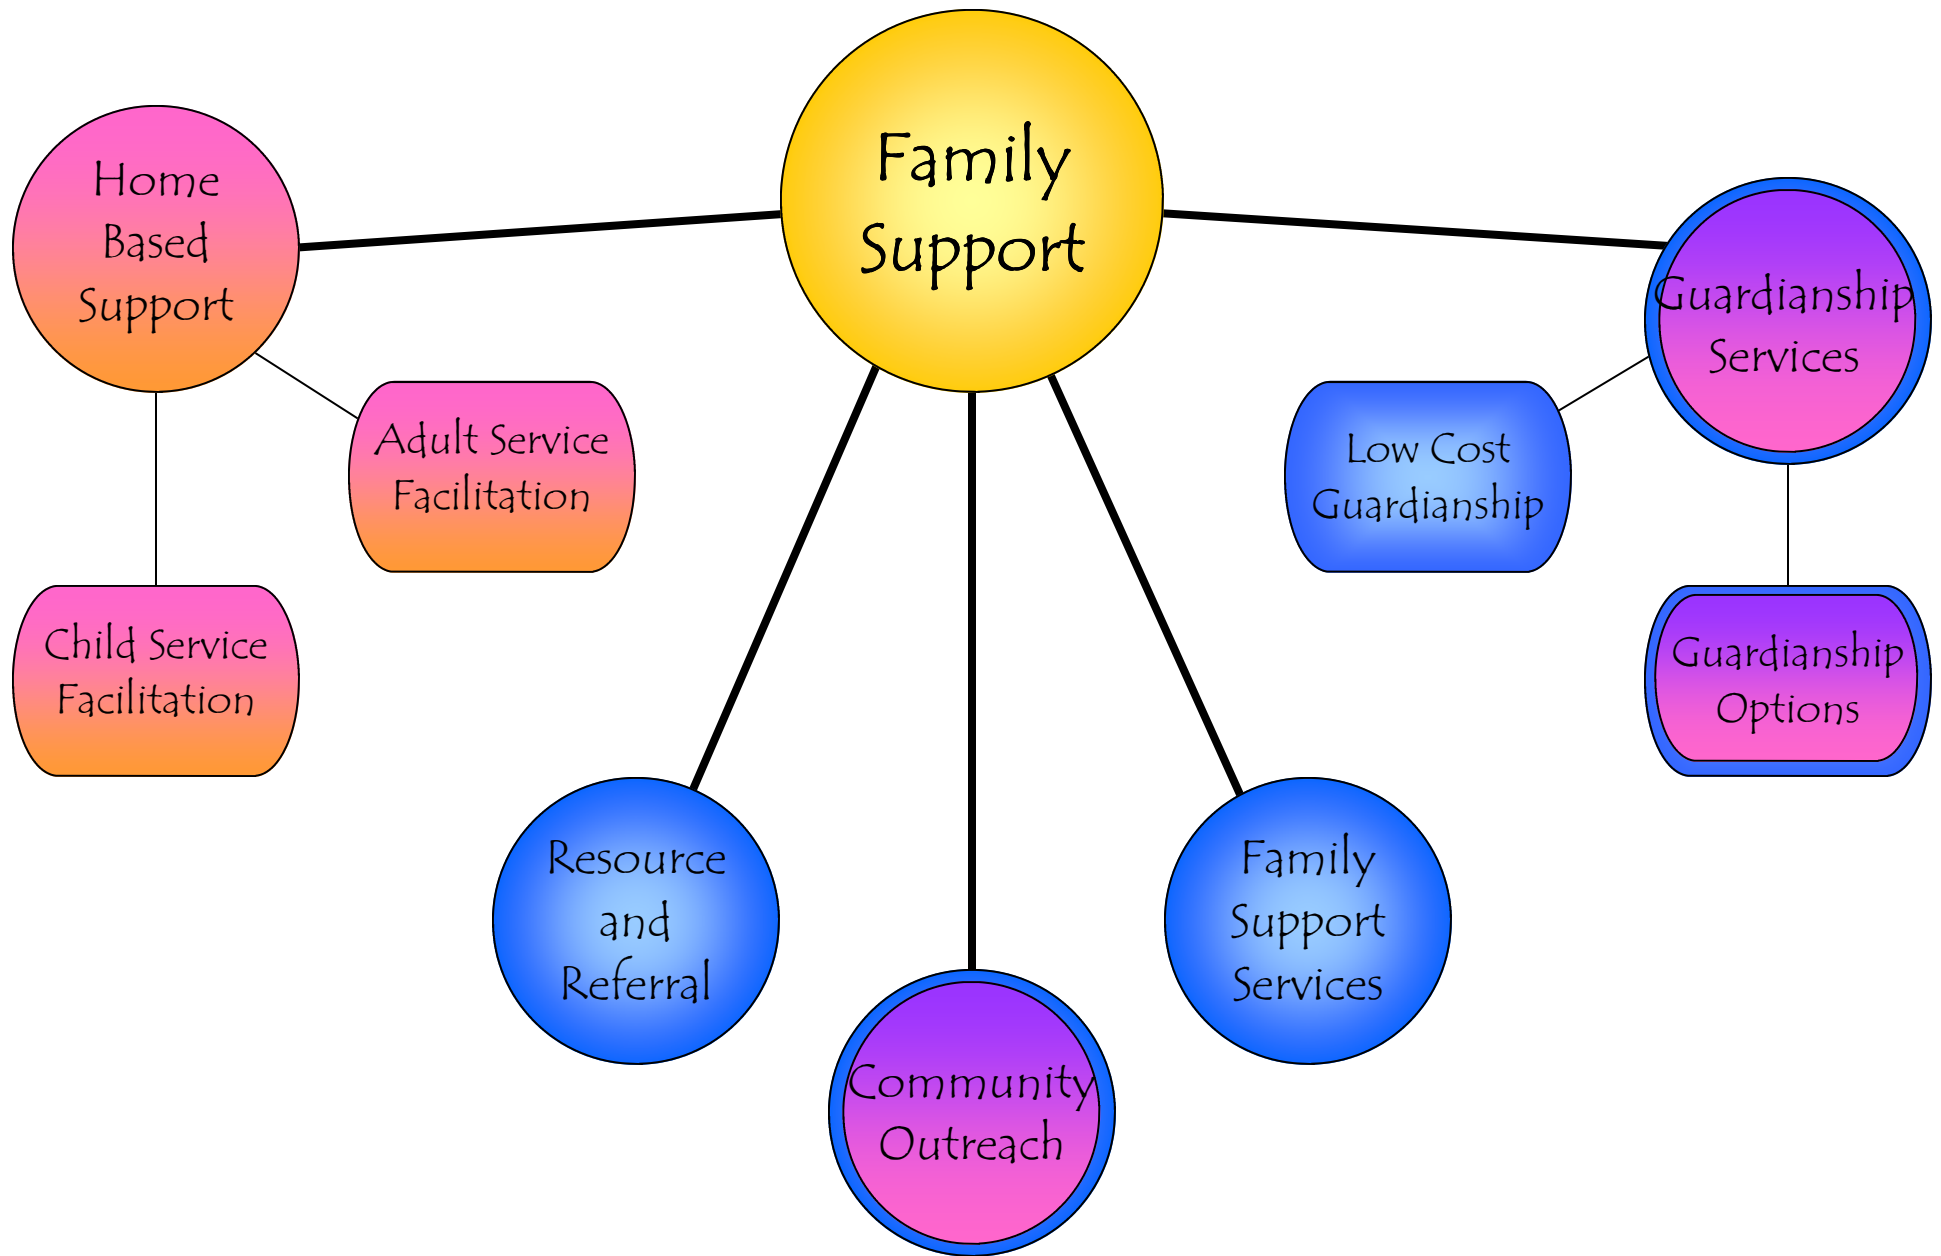 Family
Support
Home
Based
Support
Guardianship
Services
Adult Service
Facilitation
Low Cost
Guardianship
Child Service
Facilitation
Guardianship
Options
Resource
and
Referral
Family
Support
Services
Community
Outreach